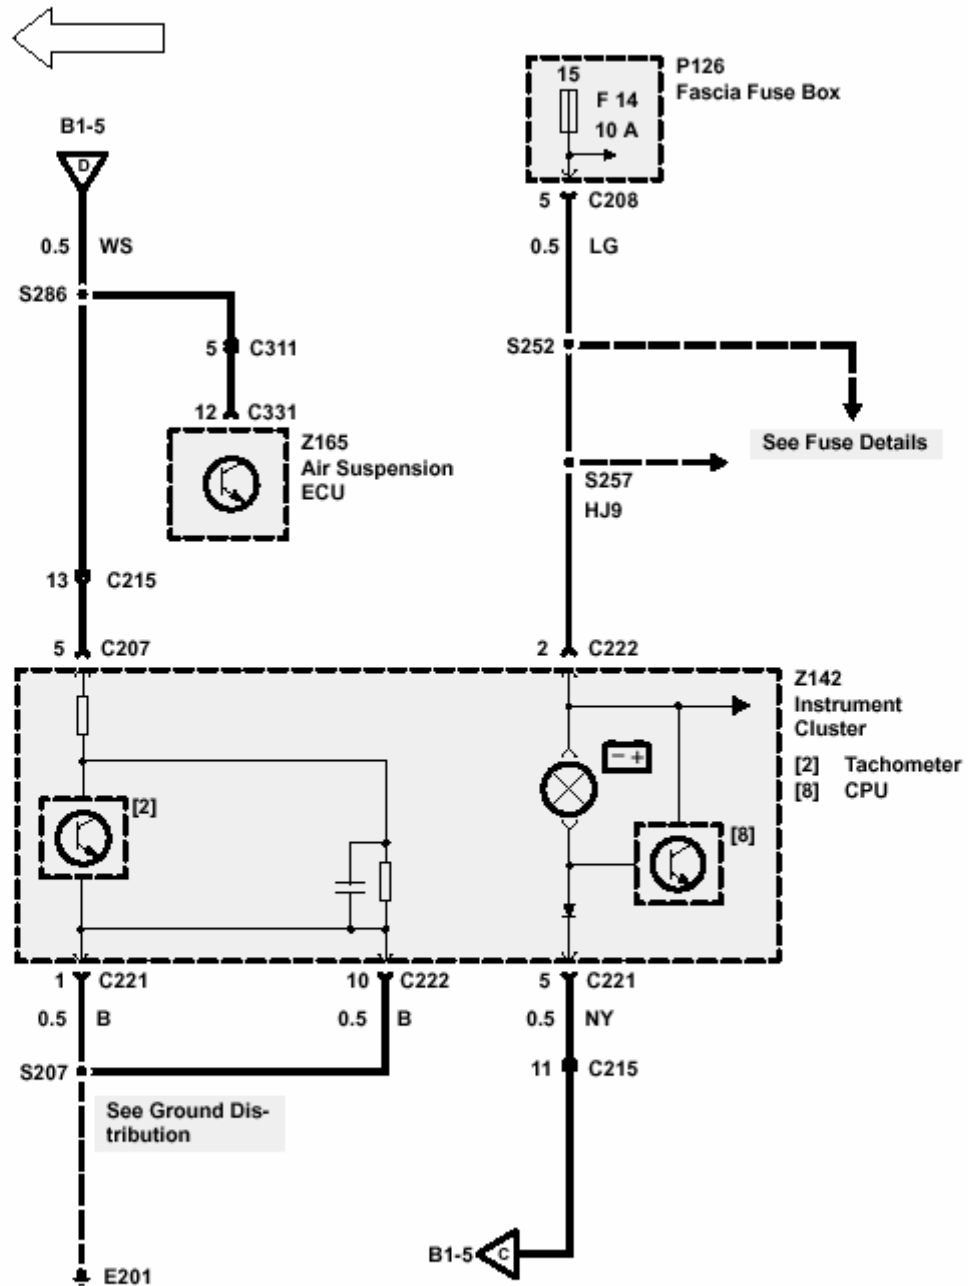 15
F 14
10 A
P126
Fascia Fuse Box
B1-5
D
5 C208
0.5 WS
0.5 LG
S286
5 C311
S252
12 C331
Z165
Air Suspension
ECU
See Fuse Details
S257
HJ9
13 C215
5 C207
2 C222
Z142
Instrument
Cluster
[2] Tachometer
[8] CPU
- +
[2]
[8]
1 C221
10 C222
5 C221
0.5 B
0.5 B
0.5 NY
S207
11 C215
See Ground Dis-
tribution
B1-5
C
E201